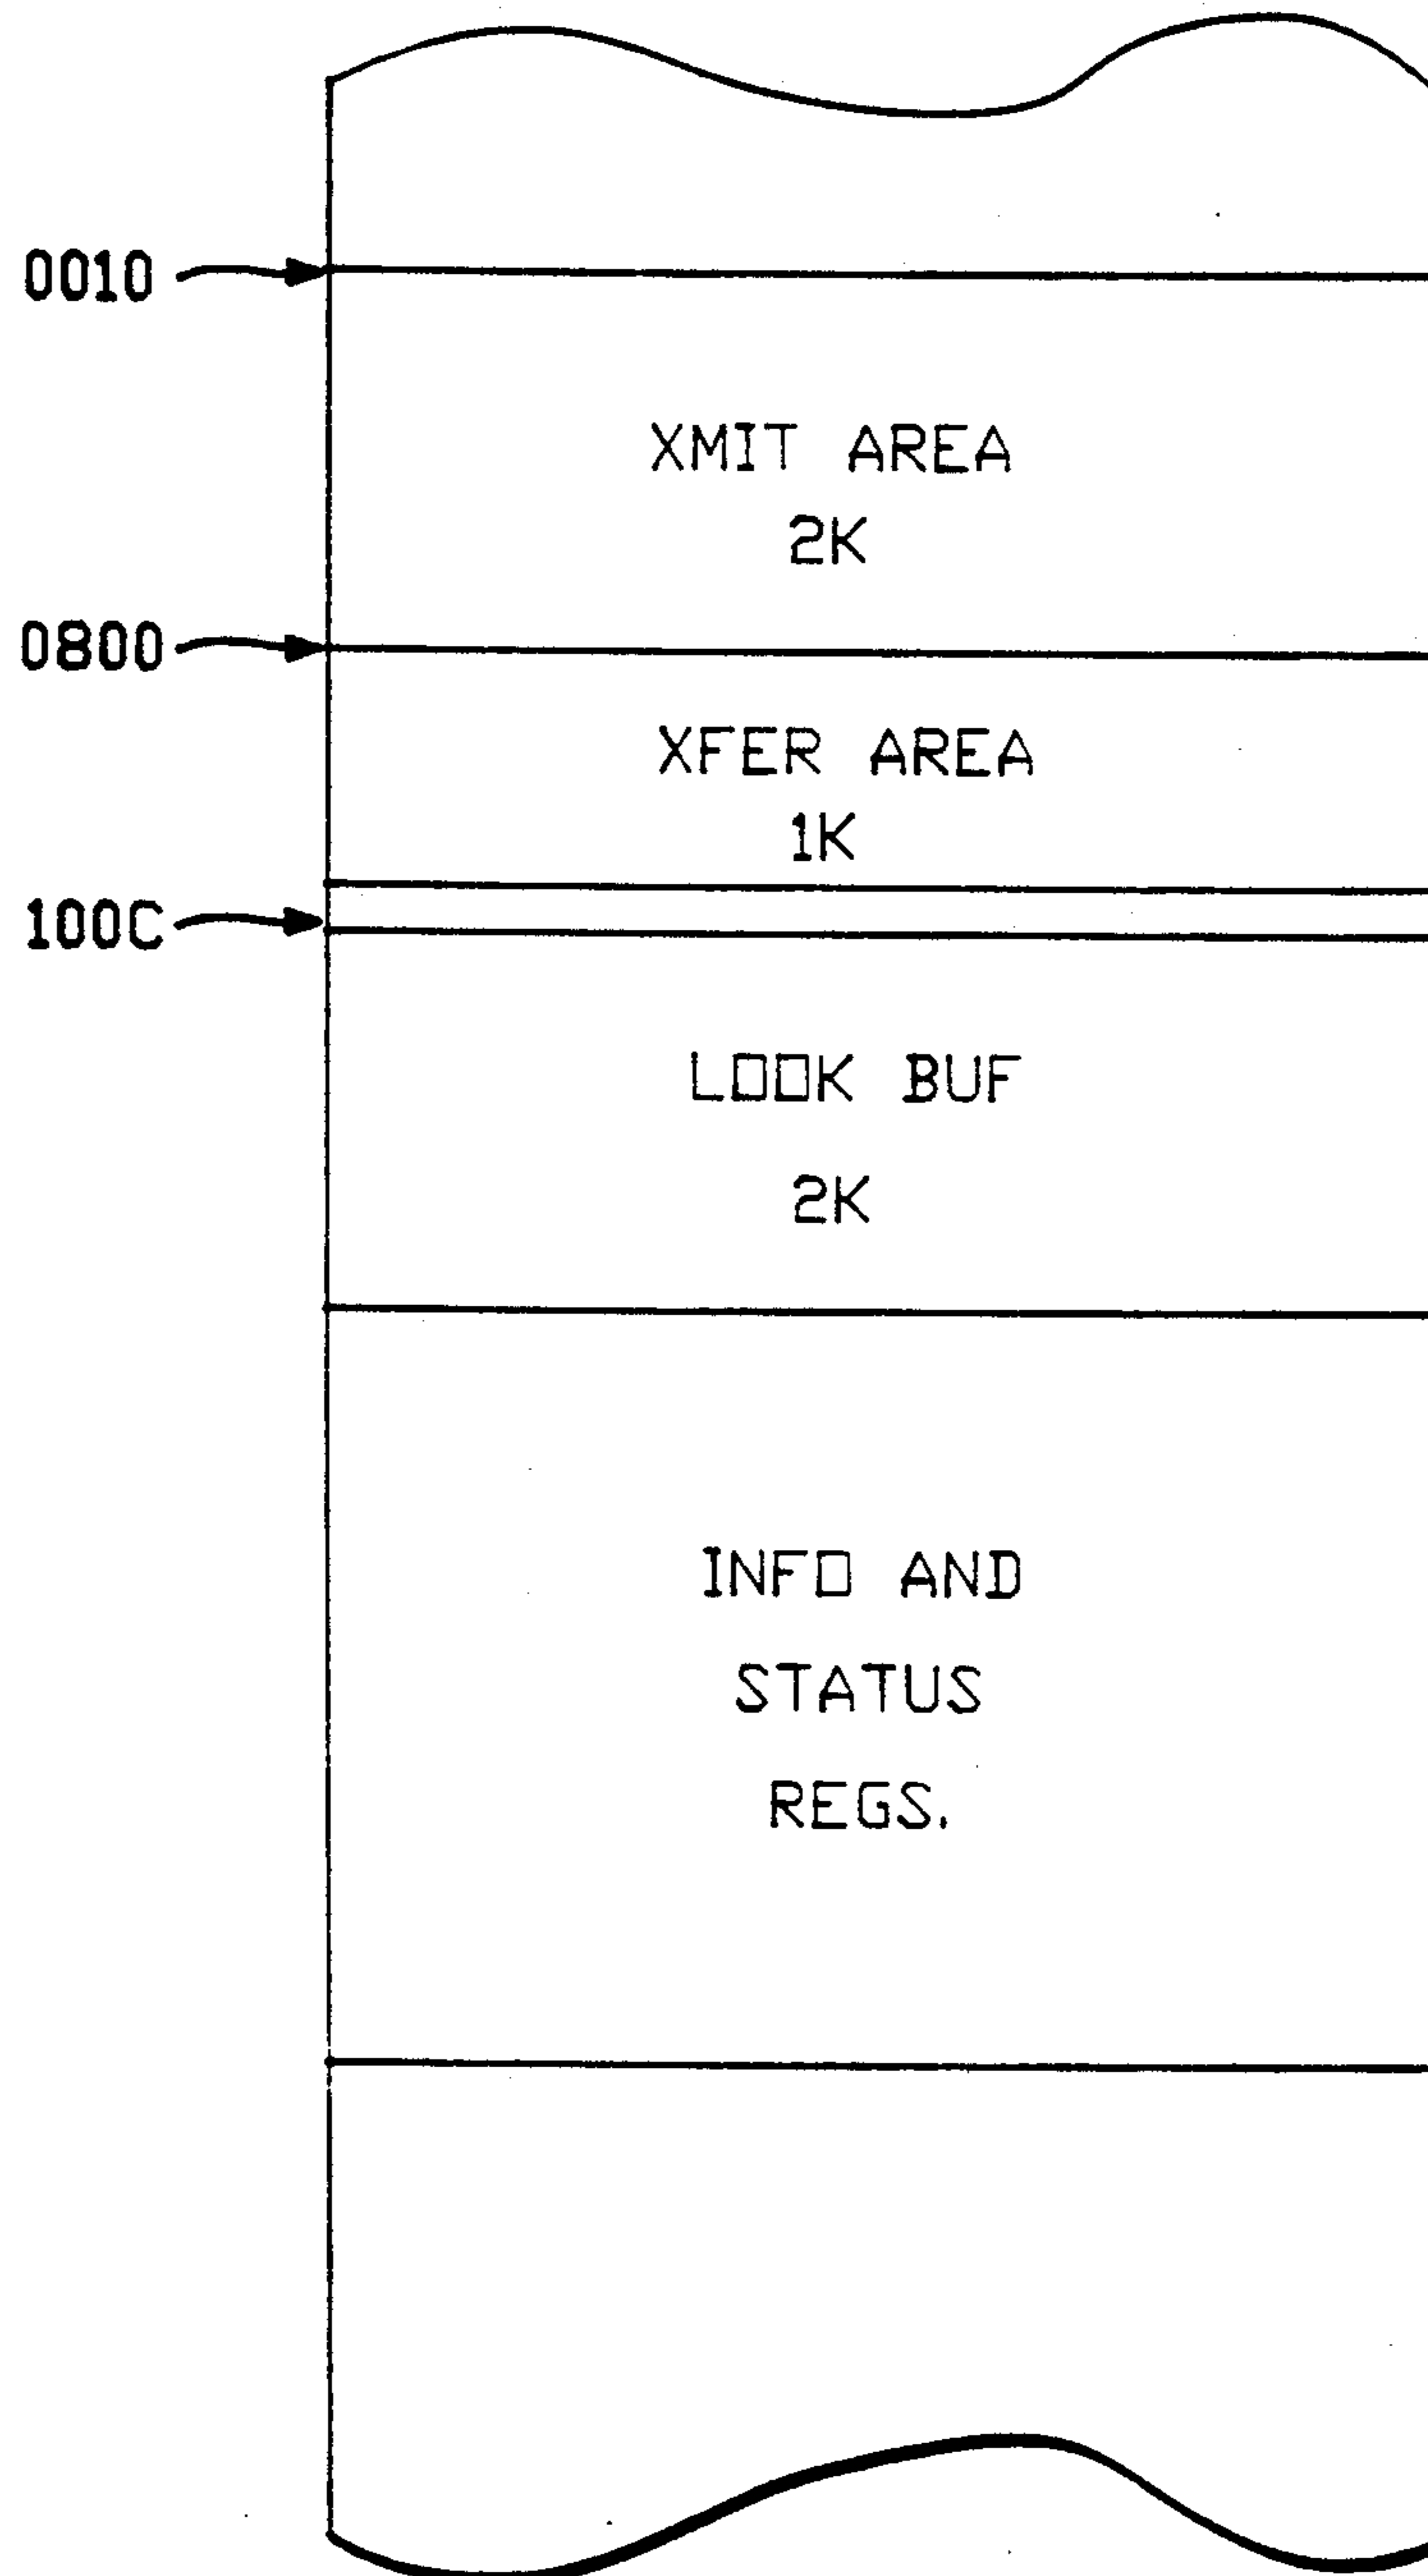 0010
XMIT AREA
2K
0800
XFER AREA
1K
100C
LOOK BUF
2K
INFO AND
STATUS
REGS.